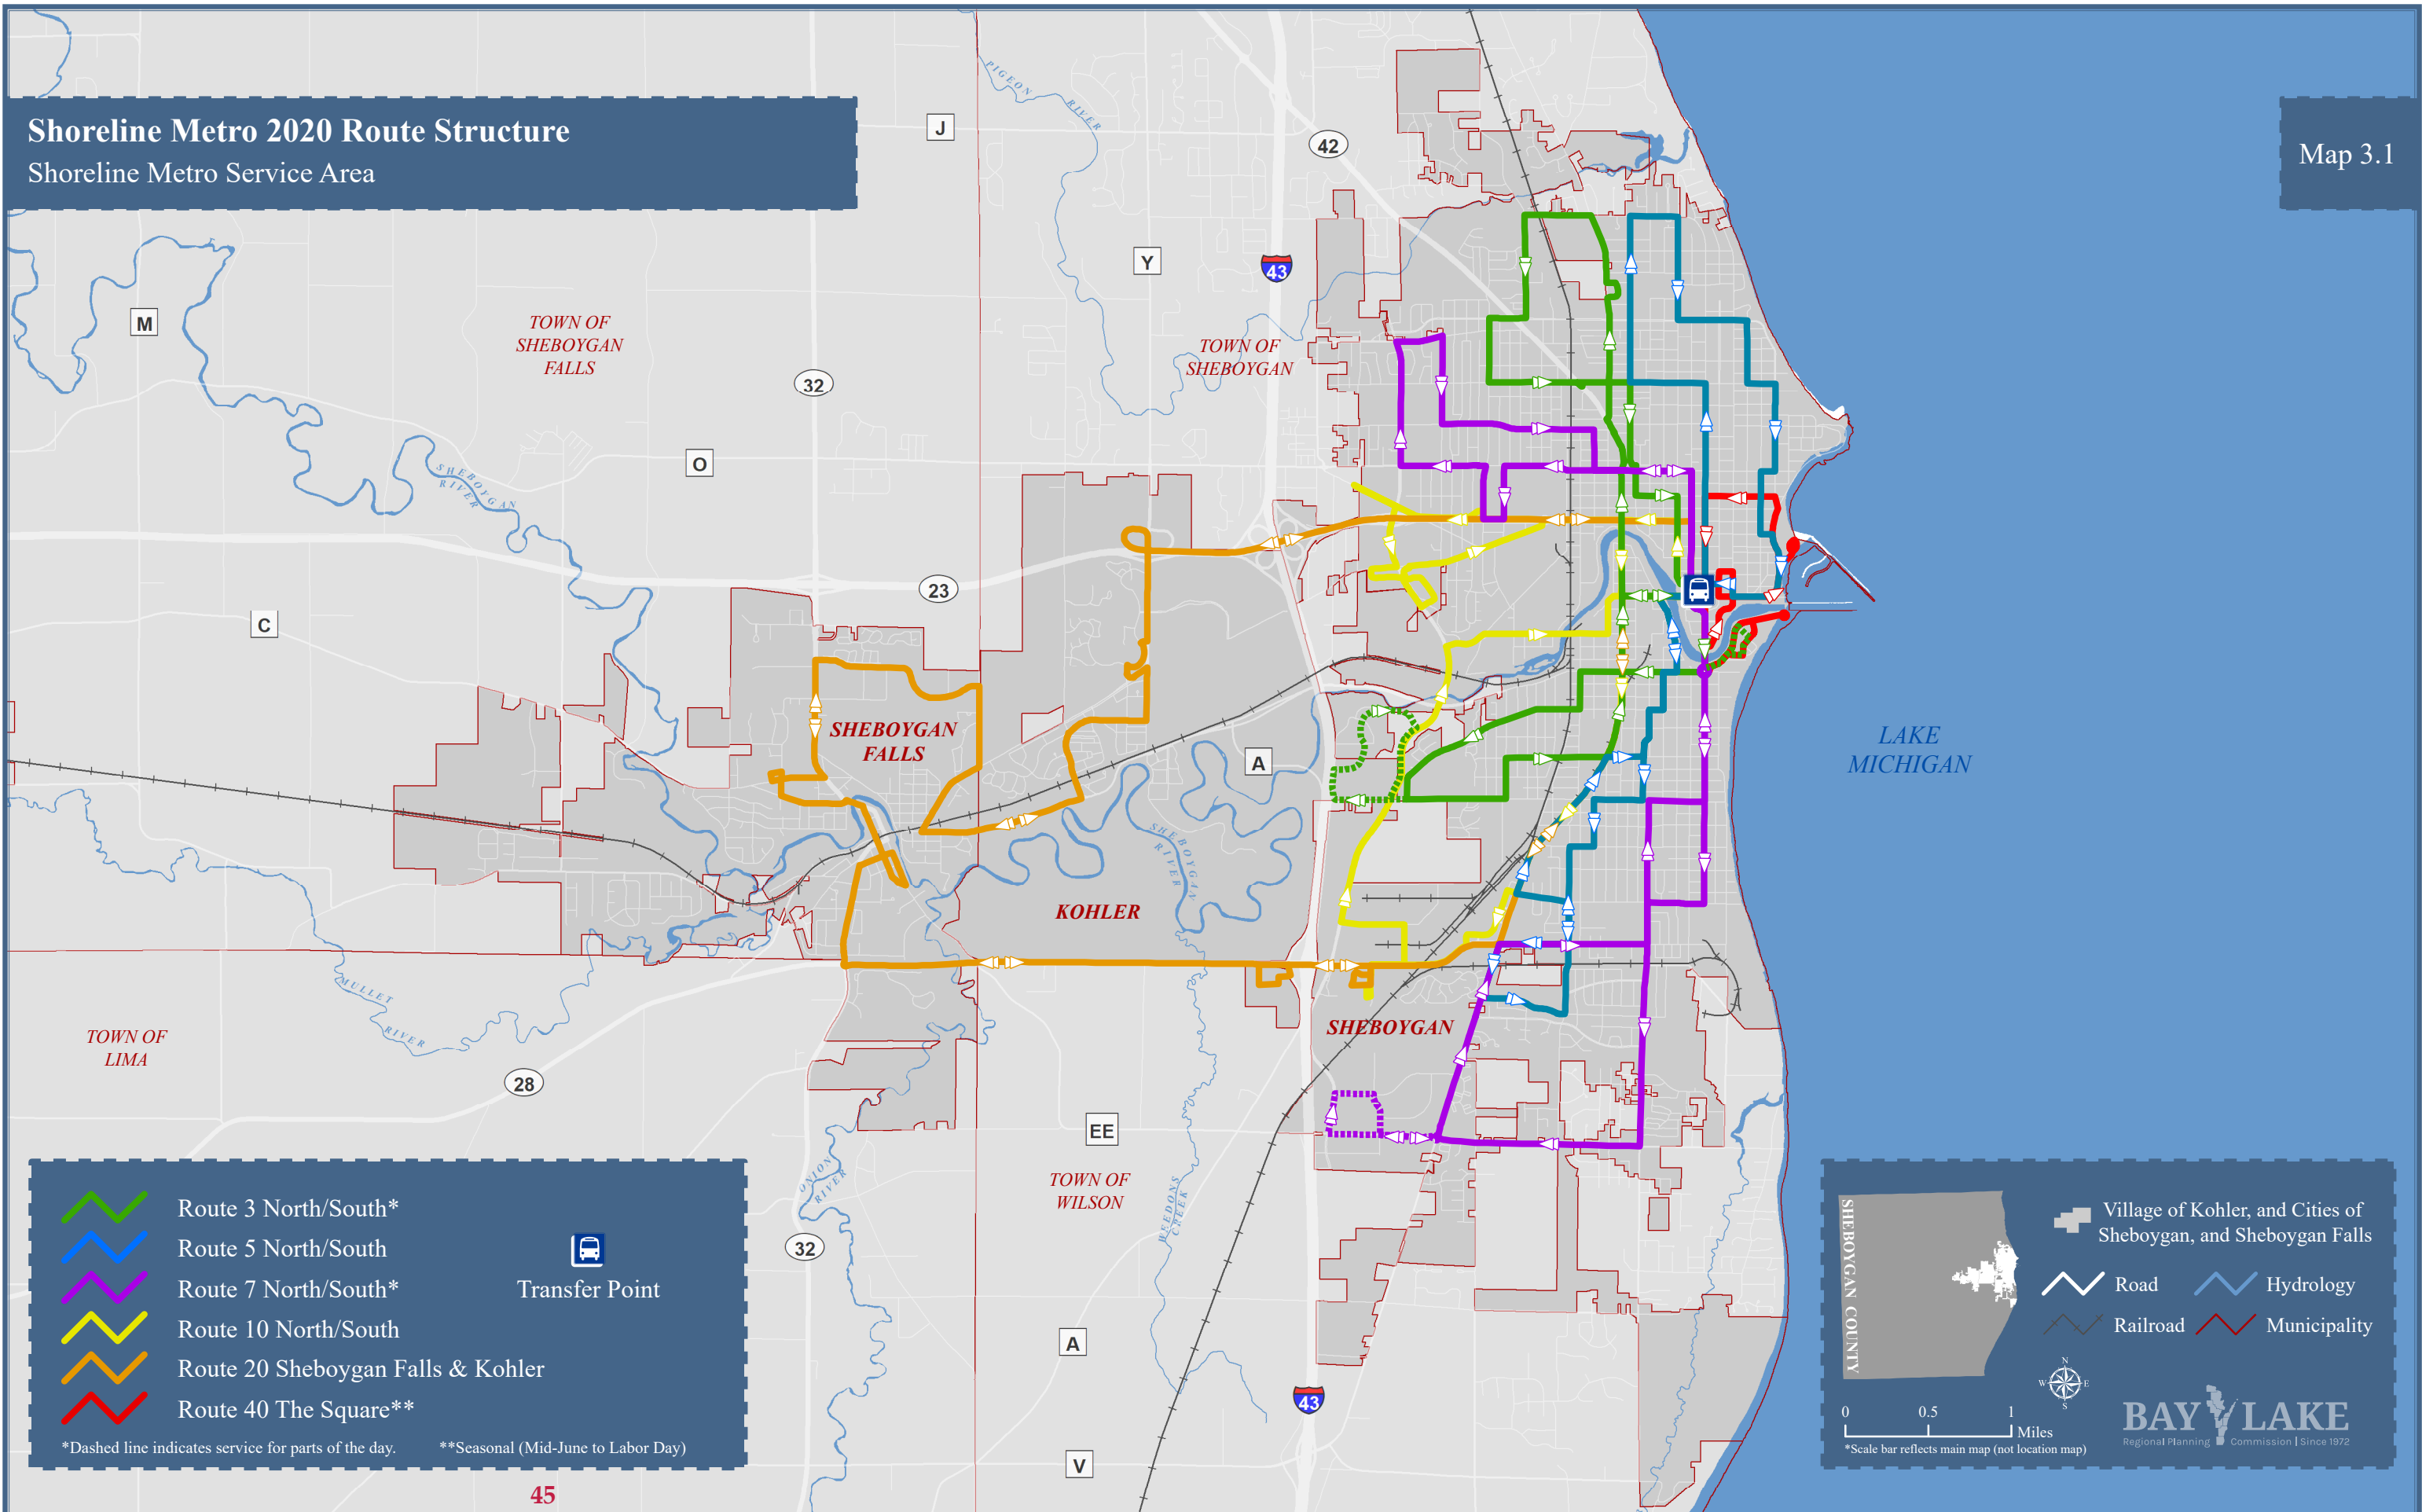 Shoreline Metro 2020 Route Structure
Shoreline Metro Service Area
Map 3.1
PIGEON RIVER
J
42
Y
43
M
TOWN OF
SHEBOYGAN
FALLS
TOWN OF
SHEBOYGAN
32
O
SHEBOYGAN
RIVER
23
C
SHEBOYGAN
FALLS
A
LAKE
MICHIGAN
SHEBOYGAN
RIVER
KOHLER
MULLET
RIVER
SHEBOYGAN
TOWN OF
LIMA
28
EE
ONION
RIVER
TOWN OF
WILSON
WEEDONS
CREEK
32
A
43
V
Route 3 North/South*
Route 5 North/South
Route 7 North/South*
Route 10 North/South
Route 20 Sheboygan Falls & Kohler
Route 40 The Square**
Transfer Point
*Dashed line indicates service for parts of the day.
**Seasonal (Mid-June to Labor Day)
45
SHEBOYGAN COUNTY
Village of Kohler, and Cities of
Sheboygan, and Sheboygan Falls
Road
Hydrology
Railroad
Municipality
N
W E
S
0 0.5 1
Miles
*Scale bar reflects main map (not location map)
BAY LAKE
Regional Planning Commission | Since 1972